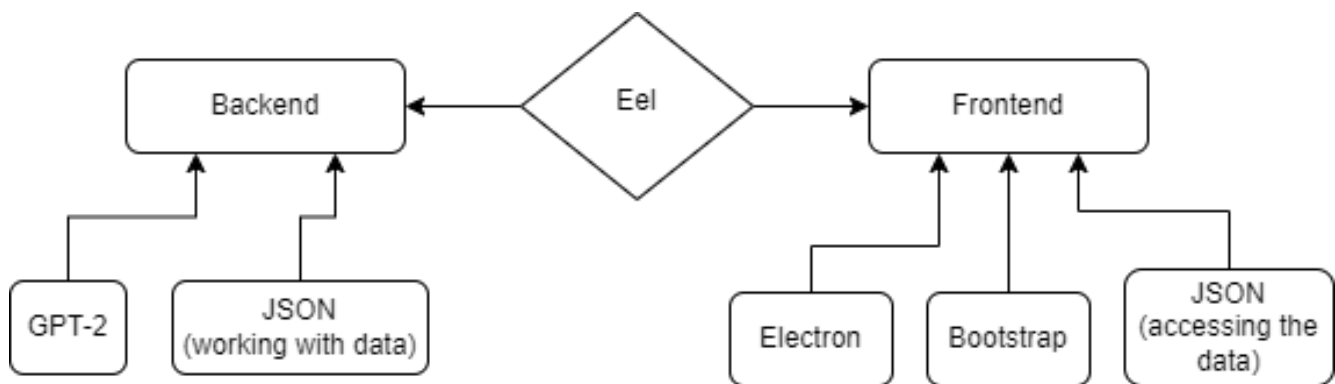 Backend
Eel
Frontend
GPT-2
JSON
(working with data)
Electron
Bootstrap
JSON
(accessing the
data)